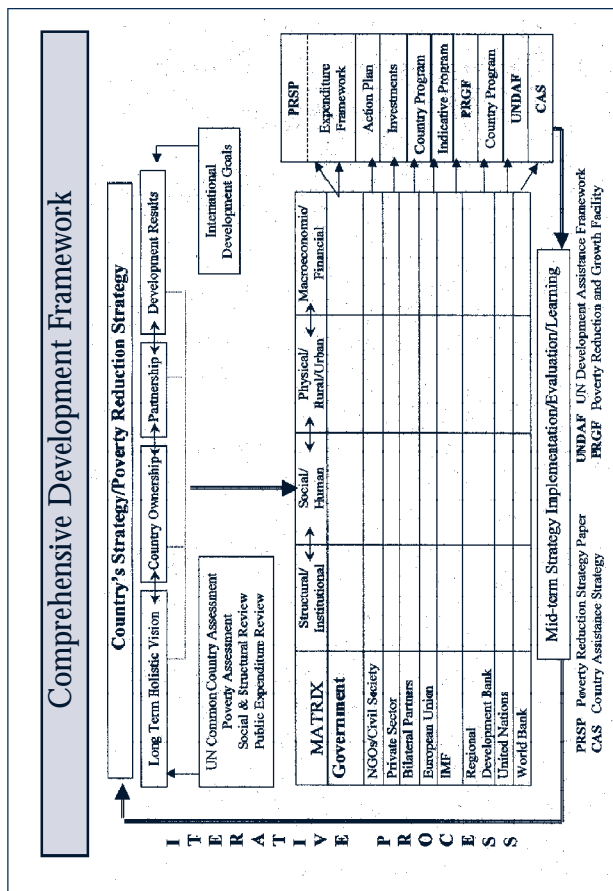 Comprehensive Development Framework
Country's Strategy/Poverty Reduction Strategy
Long Term Holistic Vision
Country Ownership
Partnership
Development Results
UN Common Country Assessment
Poverty Assessment
Social & Structural Review
Public Expenditure Review
International
Development Goals
ITERATIVE PROCESS
MATRIX
Structural/
Institutional
Social/
Human
Physical/
Rural/Urban
Macroeconomic/
Financial
Government
NGOs/Civil Society
Private Sector
Bilateral Partners
European Union
IMF
Regional
Development Bank
United Nations
World Bank
PRSP
Expenditure
Framework
Action Plan
Investments
Country Program
Indicative Program
PRGF
Country Program
UNDAF
CAS
Mid-term Strategy Implementation/Evaluation/Learning
PRSP Poverty Reduction Strategy Paper
CAS Country Assistance Strategy
UNDAF UN Development Assistance Framework
PRGF Poverty Reduction and Growth Facility